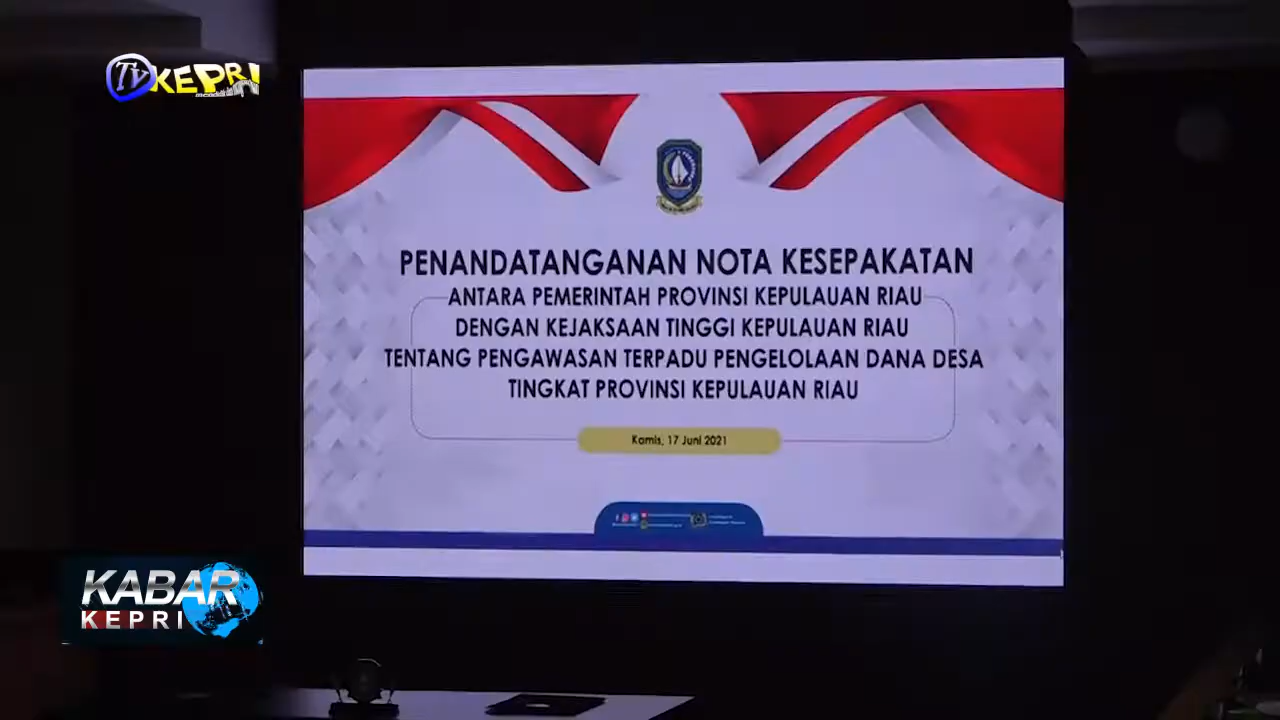 Tv KEPRI
PENANDATANGANAN NOTA KESEPAKATAN
ANTARA PEMERINTAH PROVINSI KEPULAUAN RIAU
DENGAN KEJAKSAAN TINGGI KEPULAUAN RIAU
TENTANG PENGAWASAN TERPADU PENGELOLAAN DANA DESA
TINGKAT PROVINSI KEPULAUAN RIAU
Kamis, 17 Juni 2021
KABAR
KEPRI